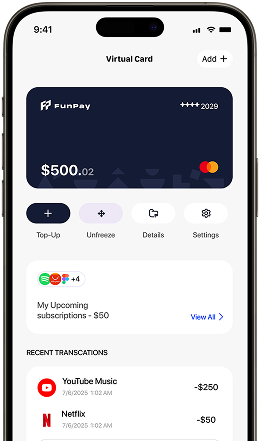 9:41
Virtual Card
Add +
FunPay
++++ 2029
$500.02
Top-Up
Unfreeze
Details
Settings
+4
My Upcoming
subscriptions - $50
View All
RECENT TRANSCATIONS
YouTube Music
7/6/2025 1:02 AM
-$250
Netflix
7/6/2025 1:02 AM
-$50